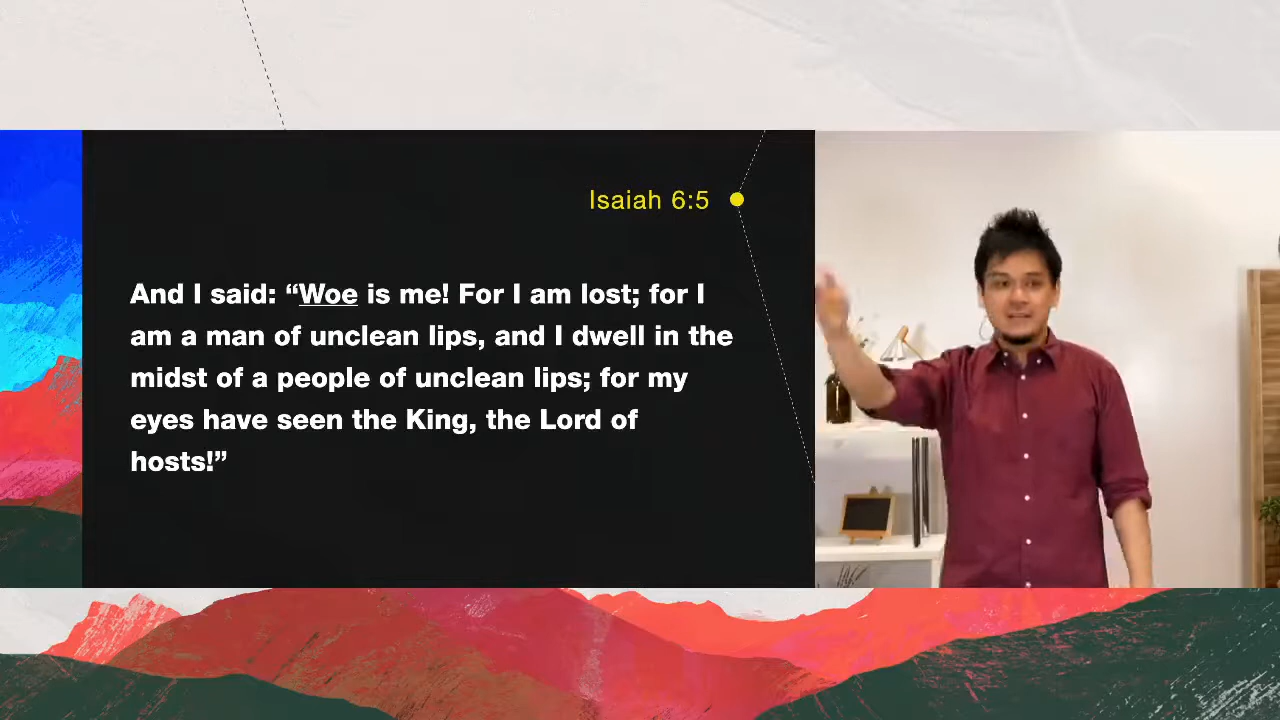 Isaiah 6:5
And I said: “Woe is me! For I am lost; for I
am a man of unclean lips, and I dwell in the
midst of a people of unclean lips; for my
eyes have seen the King, the Lord of
hosts!”